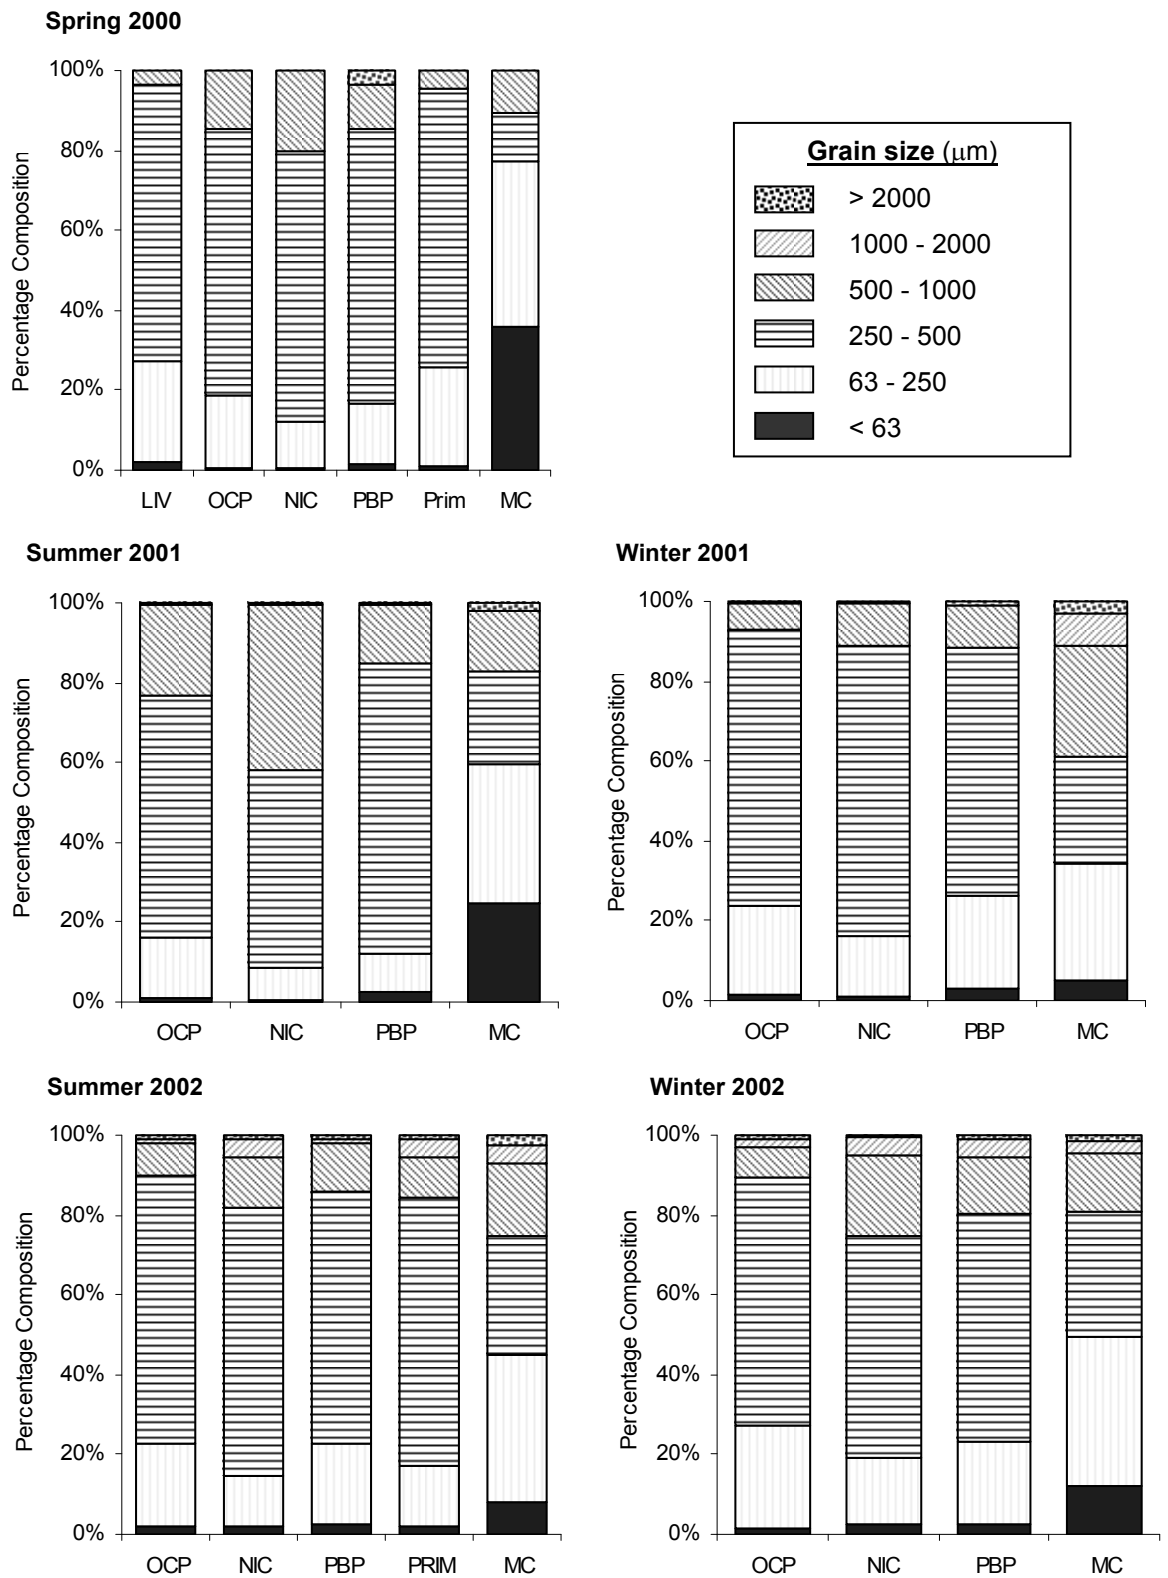 Spring 2000
Percentage Composition
100%
80%
60%
40%
20%
0%
LIV OCP NIC PBP Prim MC
Grain size (μm)
> 2000
1000 - 2000
500 - 1000
250 - 500
63 - 250
< 63
Summer 2001
Percentage Composition
100%
80%
60%
40%
20%
0%
OCP NIC PBP MC
Winter 2001
Percentage Composition
100%
80%
60%
40%
20%
0%
OCP NIC PBP MC
Summer 2002
Percentage Composition
100%
80%
60%
40%
20%
0%
OCP NIC PBP PRIM MC
Winter 2002
Percentage Composition
100%
80%
60%
40%
20%
0%
OCP NIC PBP MC